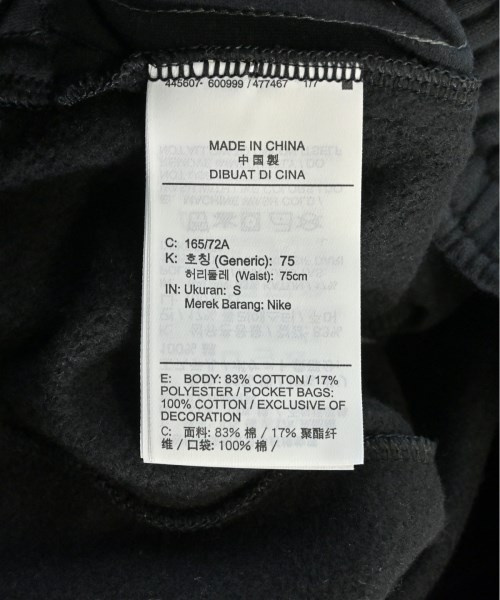 445607- 600999 / 477467 1/7
MADE IN CHINA
中国製
DIBUAT DI CINA
C: 165/72A
K: 호칭 (Generic): 75
허리둘레 (Waist): 75cm
IN: Ukuran: S
Merek Barang: Nike
E: BODY: 83% COTTON / 17%
POLYESTER / POCKET BAGS:
100% COTTON / EXCLUSIVE OF
DECORATION
C: 面料: 83% 棉 / 17% 聚酯纤
维 / 口袋: 100% 棉 /